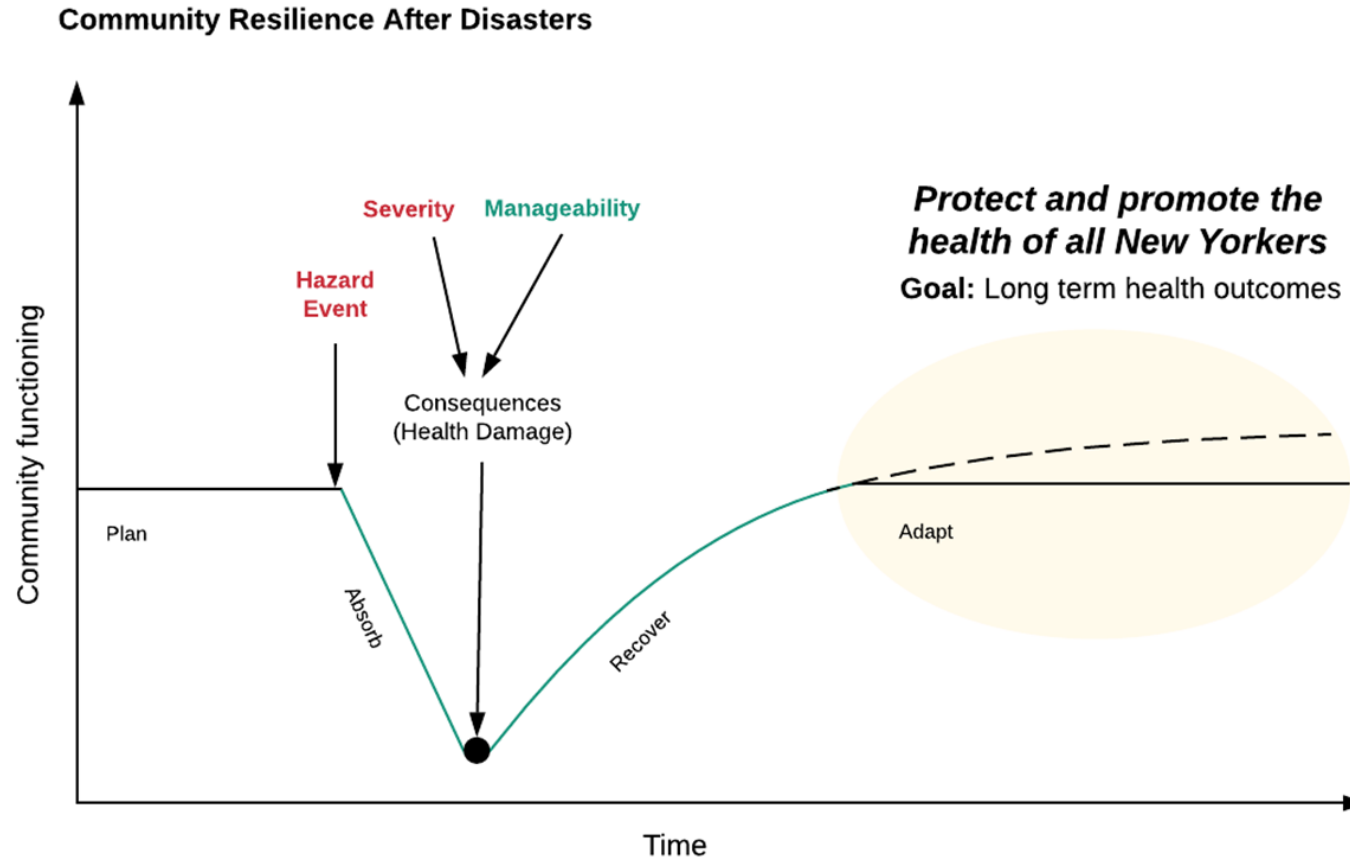 Community Resilience After Disasters
Protect and promote the
health of all New Yorkers
Goal: Long term health outcomes
Severity
Manageability
Hazard
Event
Consequences
(Health Damage)
Community functioning
Plan
Absorb
Recover
Adapt
Time